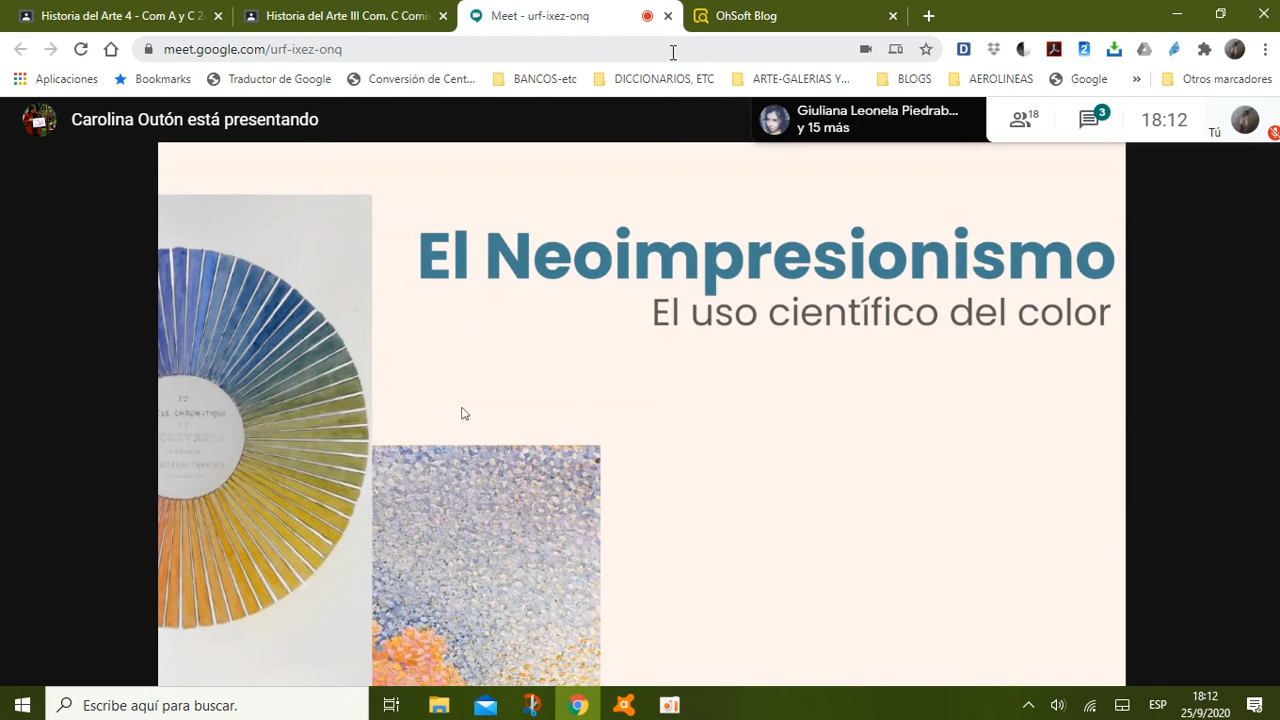 Historia del Arte 4 - Com A y C 2
Historia del Arte III Com. C Comis
Meet - urf-ixez-onq
OhSoft Blog
meet.google.com/urf-ixez-onq
Aplicaciones
Bookmarks
Traductor de Google
Conversión de Gent...
BANCOS-etc
DICCIONARIOS, ETC
ARTE-GALERIAS Y...
BLOGS
AEROLINEAS
Google
Otros marcadores
Carolina Outón está presentando
Giuliana Leonela Piedrab...
y 15 más
18
3
18:12
Tú
El Neoimpresionismo
El uso científico del color
Escribe aquí para buscar.
ESP
18:12
25/9/2020